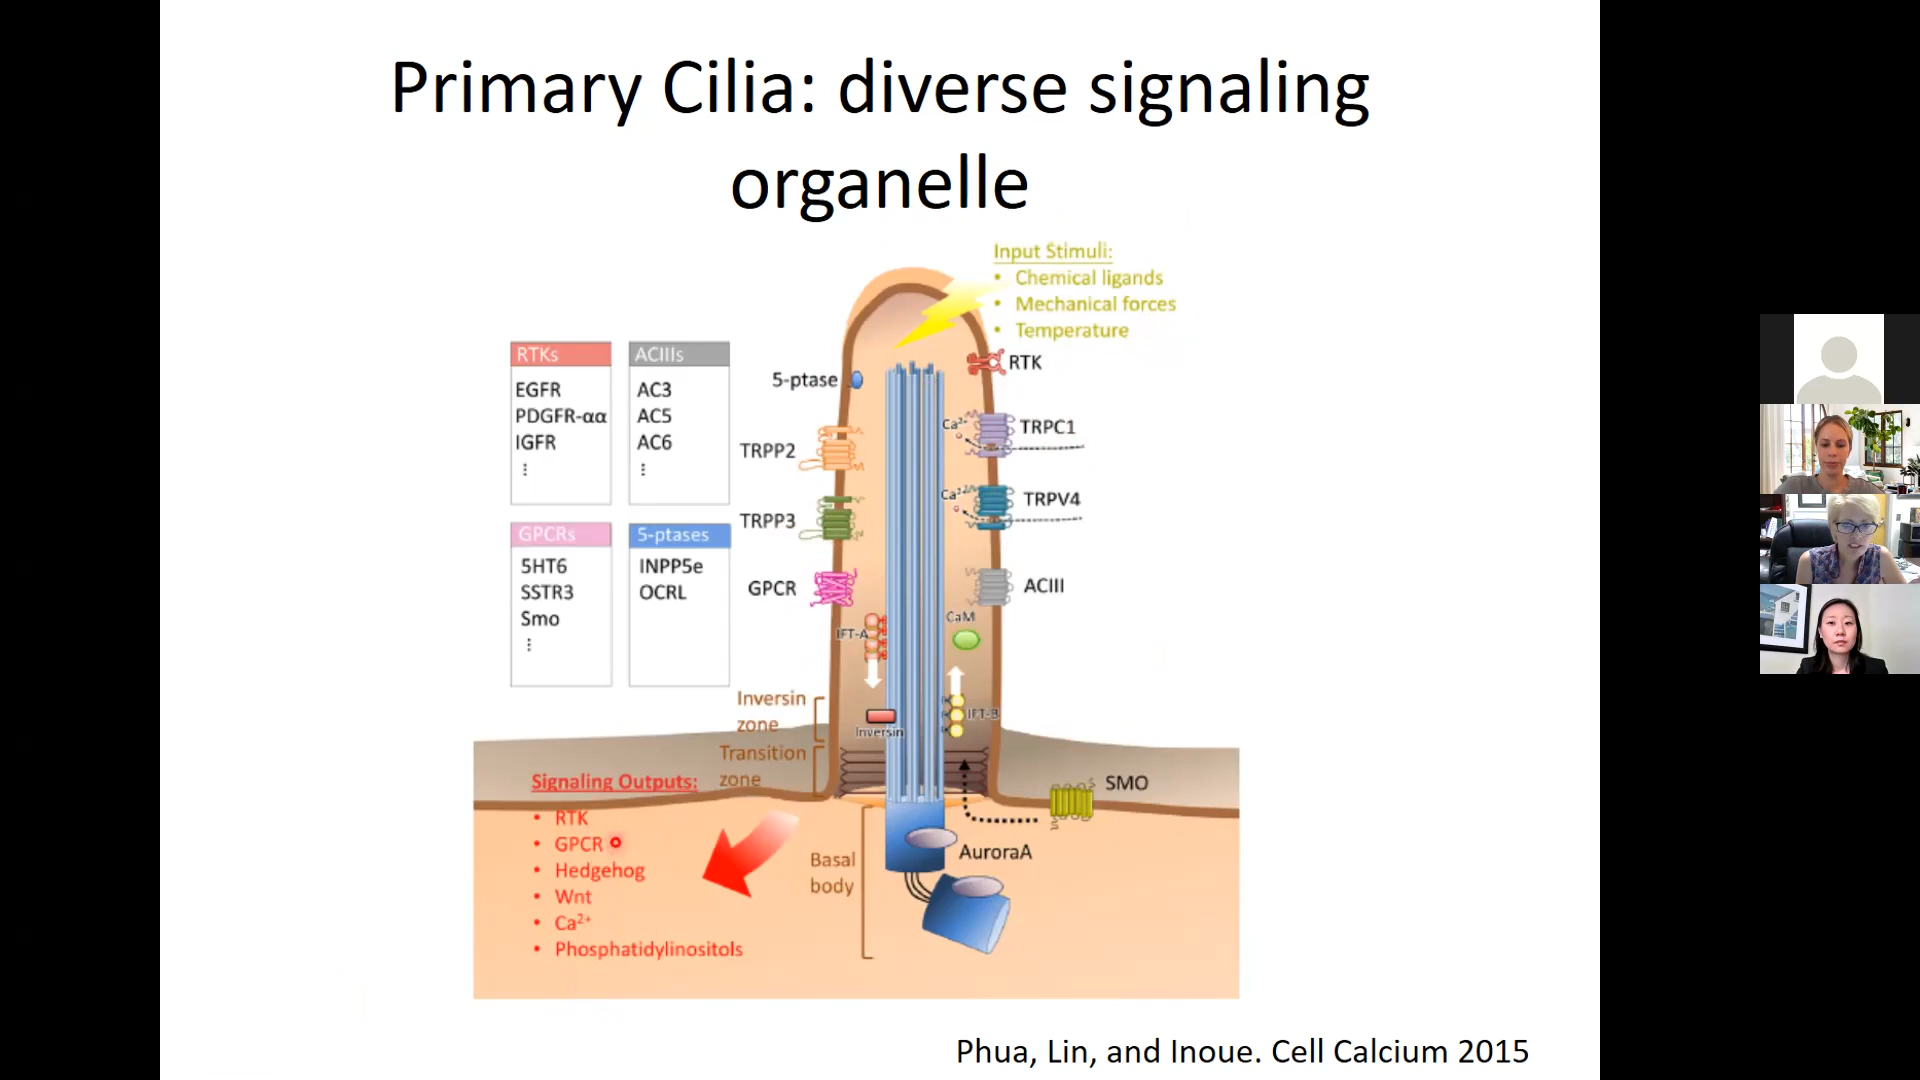 Primary Cilia: diverse signaling
organelle
Input Stimuli:
• Chemical ligands
• Mechanical forces
• Temperature
RTKs
EGFR
PDGFR-αα
IGFR
⋮
ACIIIs
AC3
AC5
AC6
⋮
GPCRs
5HT6
SSTR3
Smo
⋮
5-ptases
INPP5e
OCRL
5-ptase
TRPP2
TRPP3
GPCR
IFT-A
RTK
Ca2+
TRPC1
Ca2+
TRPV4
ACIII
CaM
IFT-B
Inversin
zone
Inversin
Transition
zone
SMO
AuroraA
Basal
body
Signaling Outputs:
• RTK
• GPCR
• Hedgehog
• Wnt
• Ca2+
• Phosphatidylinositols
Phua, Lin, and Inoue. Cell Calcium 2015